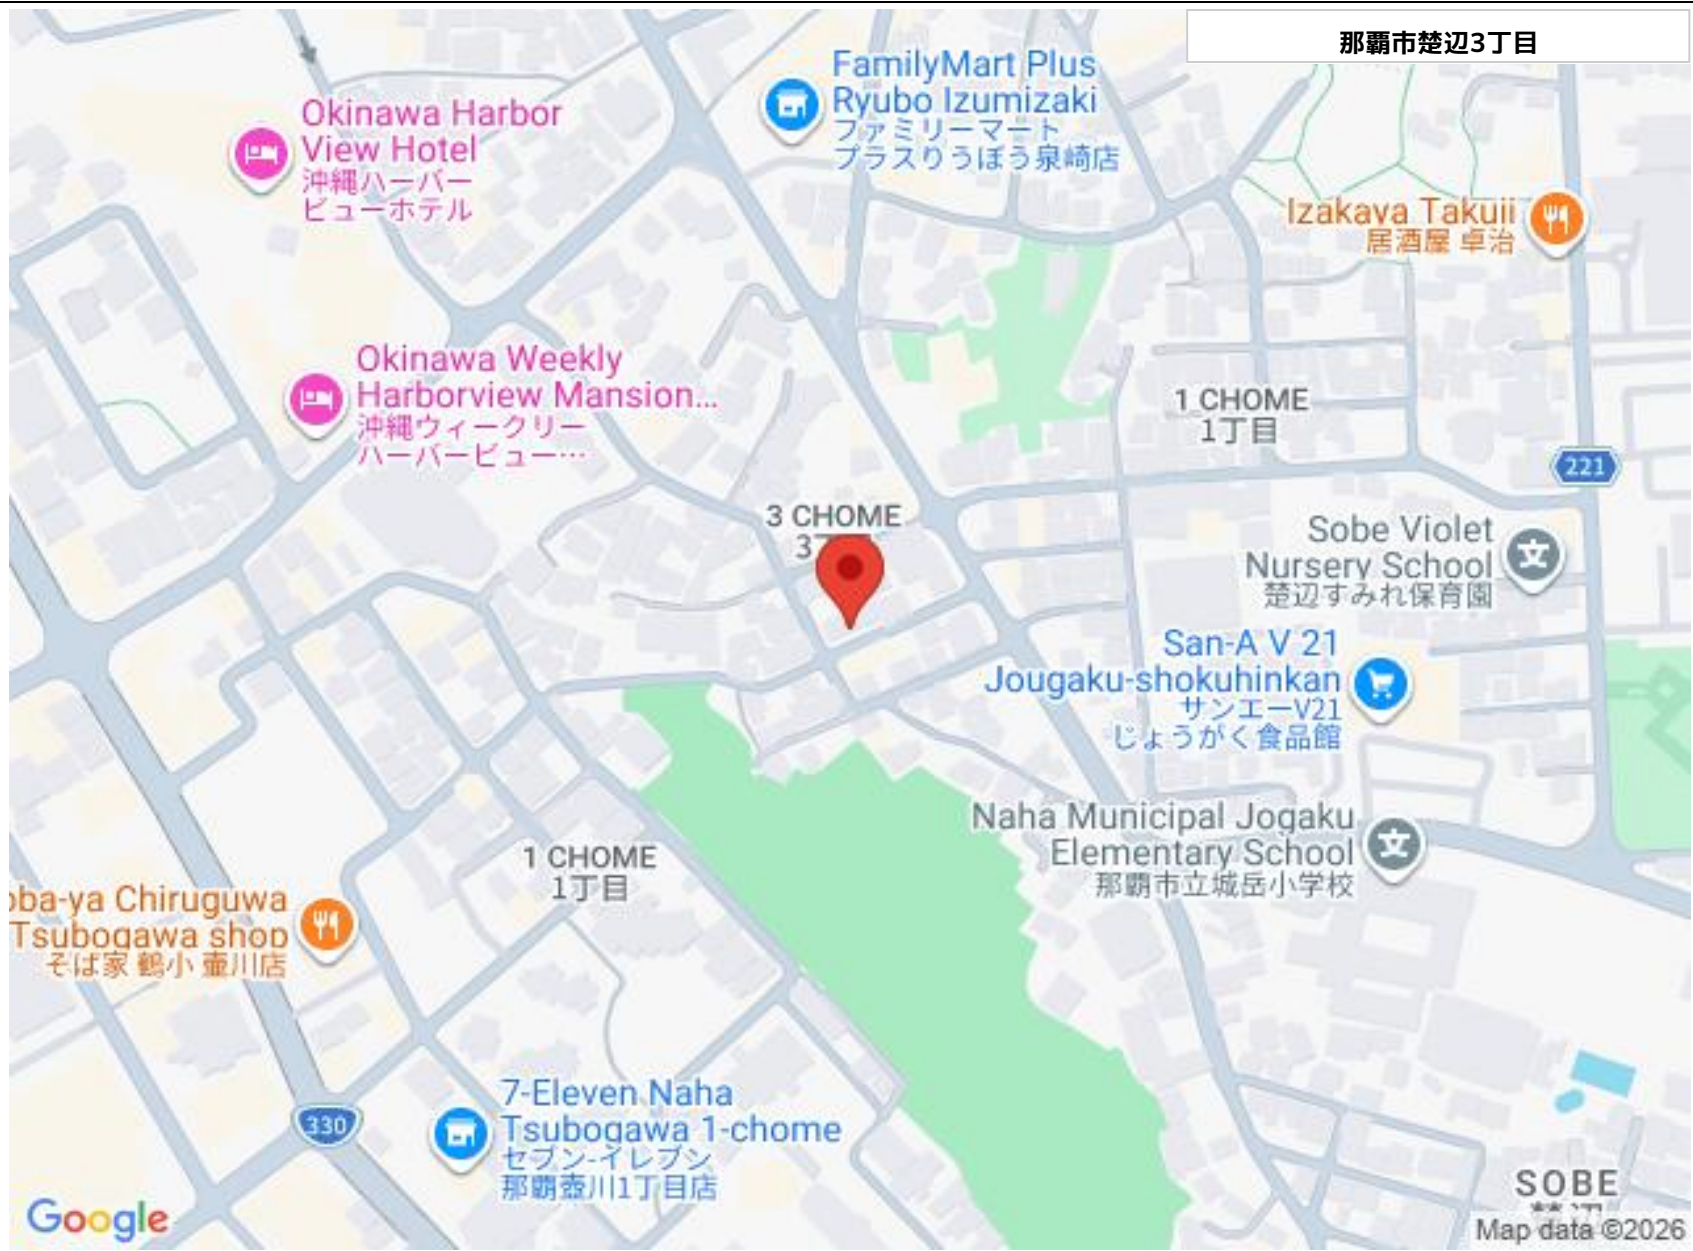 那覇市楚辺3丁目
FamilyMart Plus
Ryubo Izumizaki
ファミリーマート
プラスりうぼう泉崎店
Okinawa Harbor
View Hotel
沖縄ハーバー
ビューホテル
Izakaya Takuji
居酒屋 卓治
Okinawa Weekly
Harborview Mansion...
沖縄ウィークリー
ハーバービュー…
1 CHOME
1丁目
221
3 CHOME
Sobe Violet
Nursery School
楚辺すみれ保育園
San-A V 21
Jougaku-shokuhinkan
サンエーV21
じょうがく食品館
Naha Municipal Jogaku
Elementary School
那覇市立城岳小学校
1 CHOME
1丁目
oba-ya Chiruguwa
Tsubogawa shop
そば家 鶴小 壷川店
330
7-Eleven Naha
Tsubogawa 1-chome
セブン-イレブン
那覇壺川1丁目店
SOBE
Google
Map data ©2026